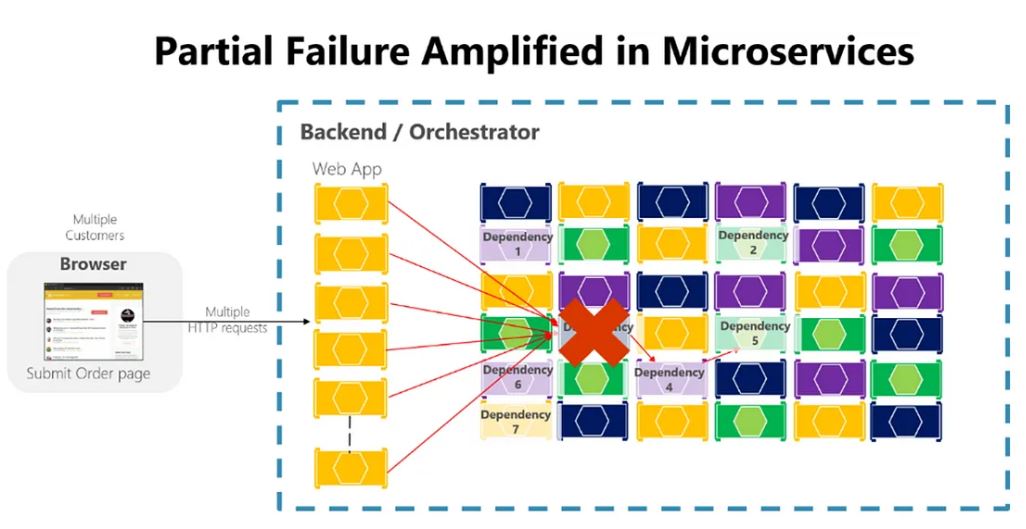 Partial Failure Amplified in Microservices
Backend / Orchestrator
Web App
Multiple
Customers
Browser
Submit Order page
Multiple
HTTP requests
Dependency
1
Dependency
2
Dependency
5
Dependency
6
Dependency
4
Dependency
7